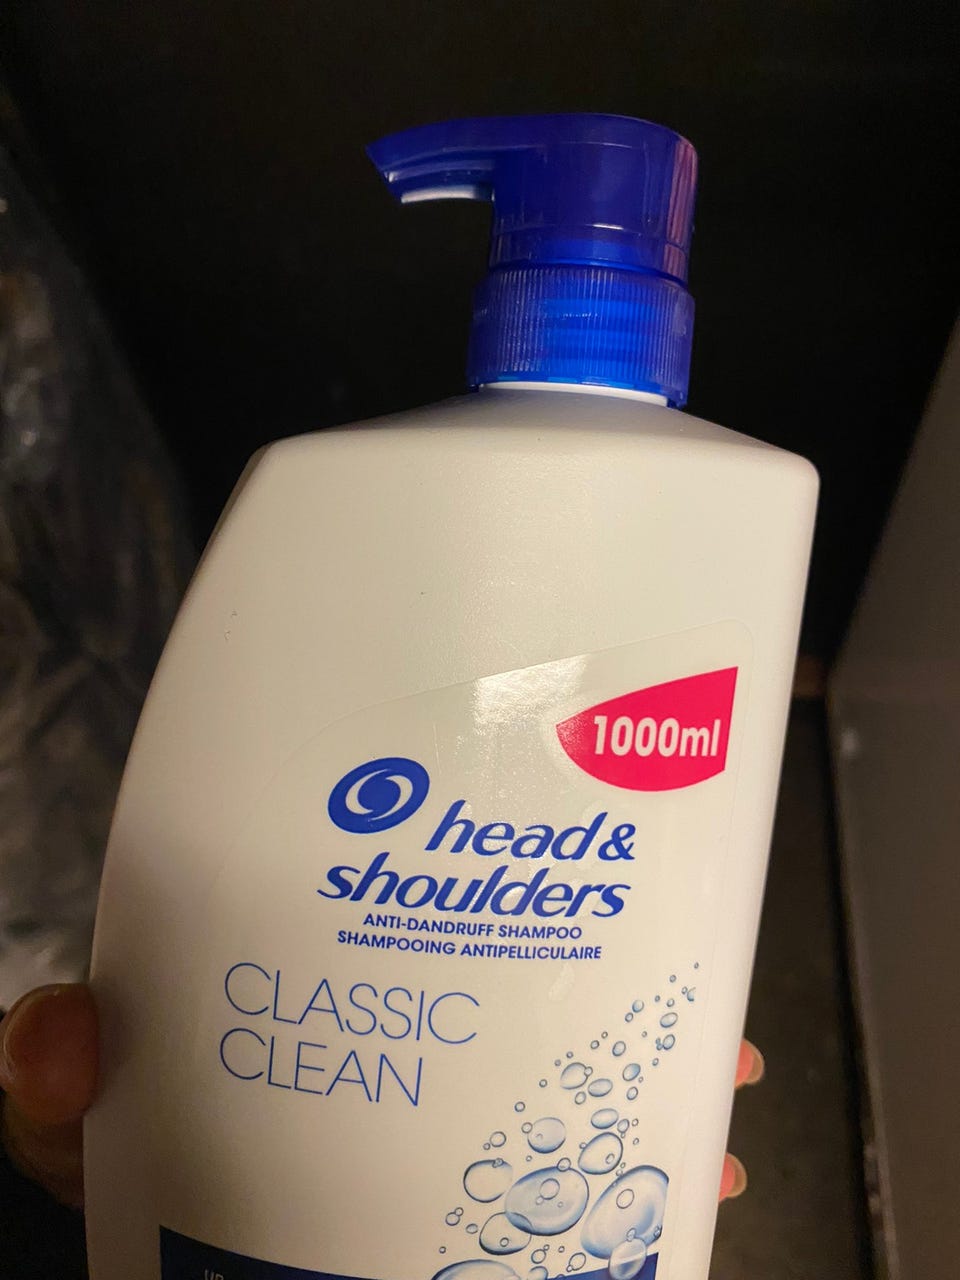 1000ml
head &
shoulders
ANTI-DANDRUFF SHAMPOO
SHAMPOOING ANTIPELLICULAIRE
CLASSIC
CLEAN